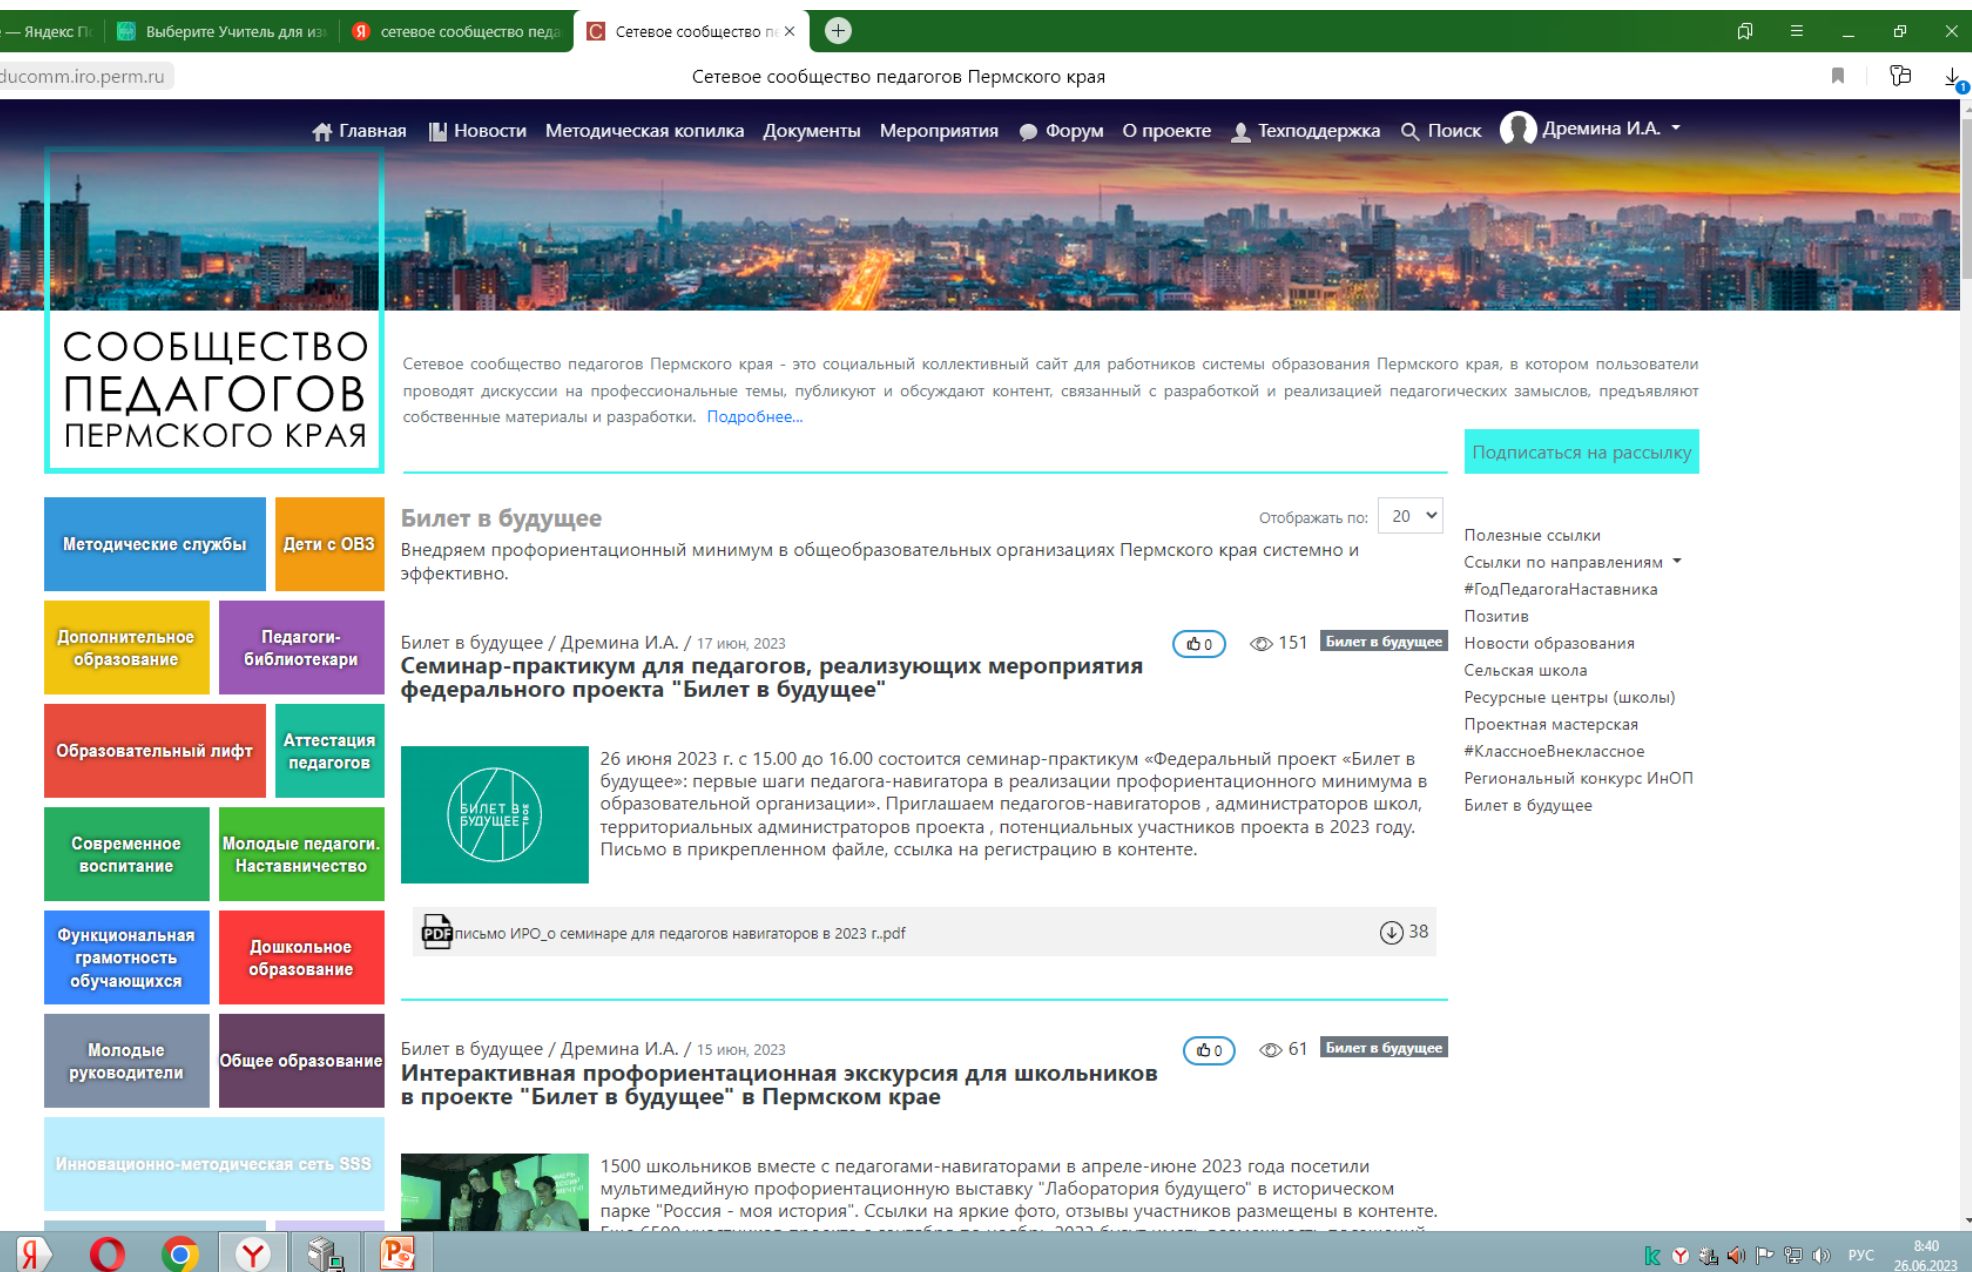 — Яндекс
Выберите Учитель для из
Я
сетевое сообщество педа
С
Сетевое сообщество пе
ducomm.iro.perm.ru
Сетевое сообщество педагогов Пермского края
1
Главная
Новости
Методическая копилка
Документы
Мероприятия
Форум
О проекте
Техподдержка
Поиск
Дремина И.А.
СООБЩЕСТВО
ПЕДАГОГОВ
ПЕРМСКОГО КРАЯ
Сетевое сообщество педагогов Пермского края - это социальный коллективный сайт для работников системы образования Пермского края, в котором пользователи
проводят дискуссии на профессиональные темы, публикуют и обсуждают контент, связанный с разработкой и реализацией педагогических замыслов, предъявляют
собственные материалы и разработки. Подробнее...
Подписаться на рассылку
Методические службы
Дети с ОВЗ
Дополнительное
образование
Педагоги-
библиотекари
Образовательный лифт
Аттестация
педагогов
Современное
воспитание
Молодые педагоги.
Наставничество
Функциональная
грамотность
обучающихся
Дошкольное
образование
Молодые
руководители
Общее образование
Инновационно-методическая сеть SSS
Билет в будущее
Отображать по: 20
Внедряем профориентационный минимум в общеобразовательных организациях Пермского края системно и
эффективно.
Билет в будущее / Дремина И.А. / 17 июн, 2023
0
151
Билет в будущее
Семинар-практикум для педагогов, реализующих мероприятия
федерального проекта "Билет в будущее"
БИЛЕТ В
БУДУЩЕЕ
26 июня 2023 г. с 15.00 до 16.00 состоится семинар-практикум «Федеральный проект «Билет в
будущее»: первые шаги педагога-навигатора в реализации профориентационного минимума в
образовательной организации». Приглашаем педагогов-навигаторов , администраторов школ,
территориальных администраторов проекта , потенциальных участников проекта в 2023 году.
Письмо в прикрепленном файле, ссылка на регистрацию в контенте.
PDF
письмо ИРО_о семинаре для педагогов навигаторов в 2023 г..pdf
38
Билет в будущее / Дремина И.А. / 15 июн, 2023
0
61
Билет в будущее
Интерактивная профориентационная экскурсия для школьников
в проекте "Билет в будущее" в Пермском крае
1500 школьников вместе с педагогами-навигаторами в апреле-июне 2023 года посетили
мультимедийную профориентационную выставку "Лаборатория будущего" в историческом
парке "Россия - моя история". Ссылки на яркие фото, отзывы участников размещены в контенте.
Полезные ссылки
Ссылки по направлениям
#ГодПедагогаНаставника
Позитив
Новости образования
Сельская школа
Ресурсные центры (школы)
Проектная мастерская
#КлассноеВнеклассное
Региональный конкурс ИнОП
Билет в будущее
РУС
8:40
26.06.2023